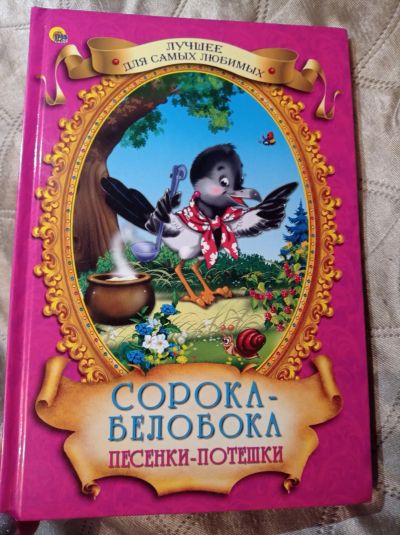 ЛУЧШЕЕ
ДЛЯ САМЫХ ЛЮБИМЫХ
СОРОКА-
БЕЛОБОКА
ПЕСЕНКИ-ПОТЕШКИ